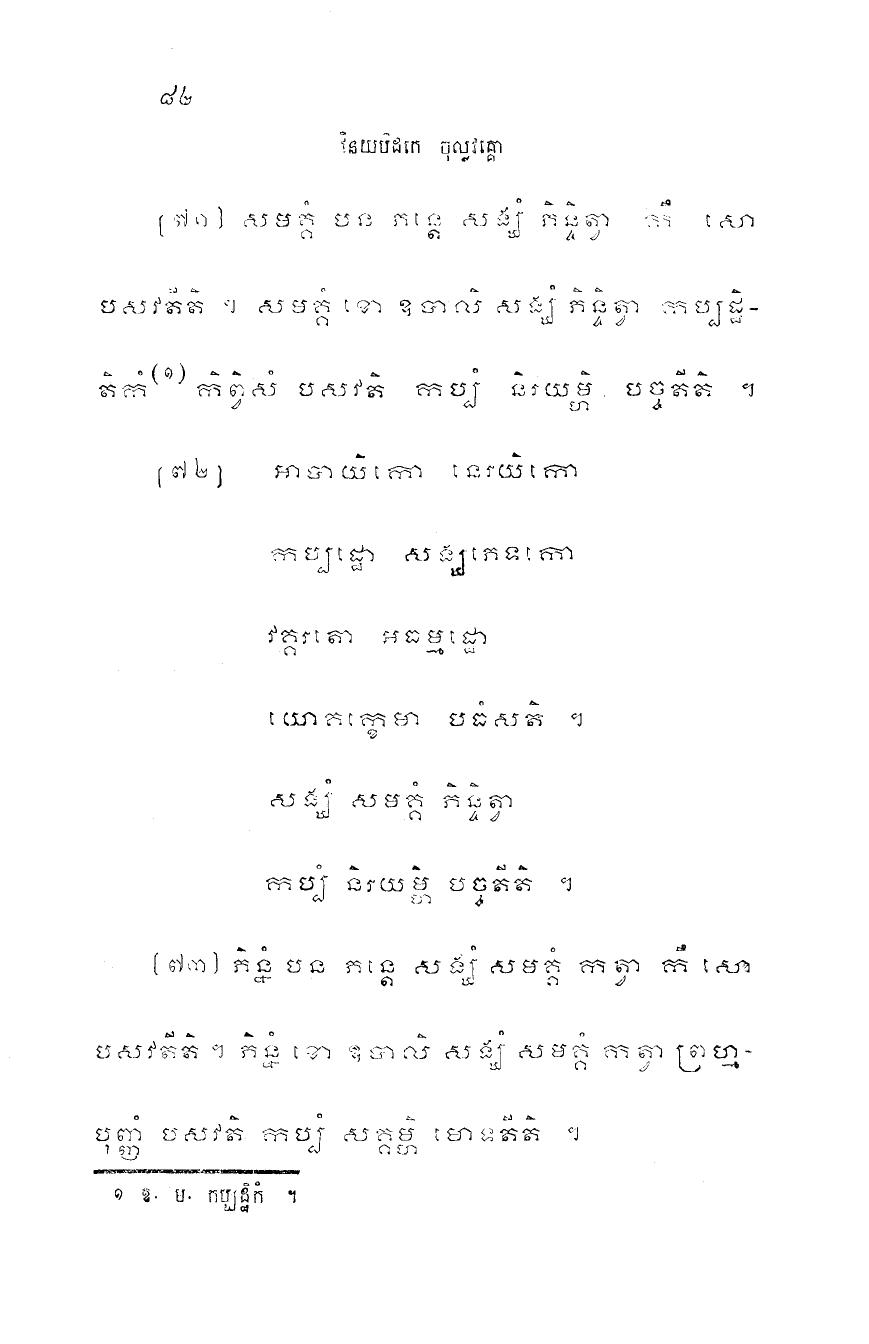 ៨២
វិនយបិដកេ ចុល្លវគ្គោ
(៧១) សមគ្គំ បន ភន្តេ សង្ឃំ ភិន្ទិត្វា កឹ សោ
បសវតីតិ ។ សមគ្គំ ខោ ឧបាលិ សង្ឃំ ភិន្ទិត្វា កប្បដ្ឋិ-
តិកំ(១) កិព្វិសំ បសវតិ កប្បំ និរយម្ហិ បច្ចតីតិ ។
(៧២) អាបាយិកោ នេរយិកោ
កប្បដ្ឋោ សង្ឃភេទកោ
វគ្គរតោ អធម្មដ្ឋោ
យោគក្ខេមា បធំសតិ ។
សង្ឃំ សមគ្គំ ភិន្ទិត្វា
កប្បំ និរយម្ហិ បច្ចតីតិ ។
(៧៣) ភិន្នំ បន ភន្តេ សង្ឃំ សមគ្គំ កត្វា កឹ សោ
បសវតីតិ ។ ភិន្នំ ខោ ឧបាលិ សង្ឃំ សមគ្គំ កត្វា ព្រហ្ម-
បុញ្ញំ បសវតិ កប្បំ សគ្គម្ហិ មោទតីតិ ។
១ ឱ. ម. កប្បដ្ឋិកំ ។